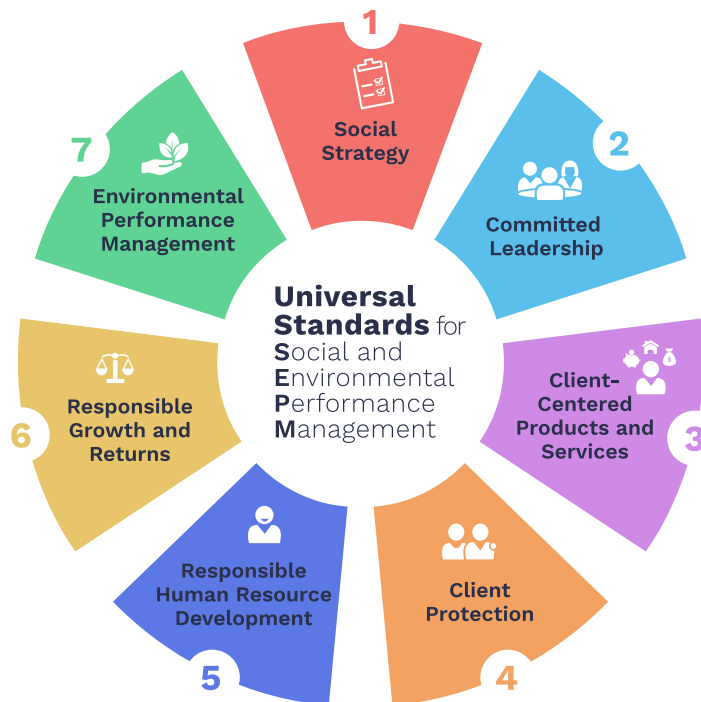 1
Social
Strategy
2
Committed
Leadership
3
Client-
Centered
Products and
Services
4
Client
Protection
5
Responsible
Human Resource
Development
6
Responsible
Growth and
Returns
7
Environmental
Performance
Management
Universal
Standards for
Social and
Environmental
Performance
Management
$